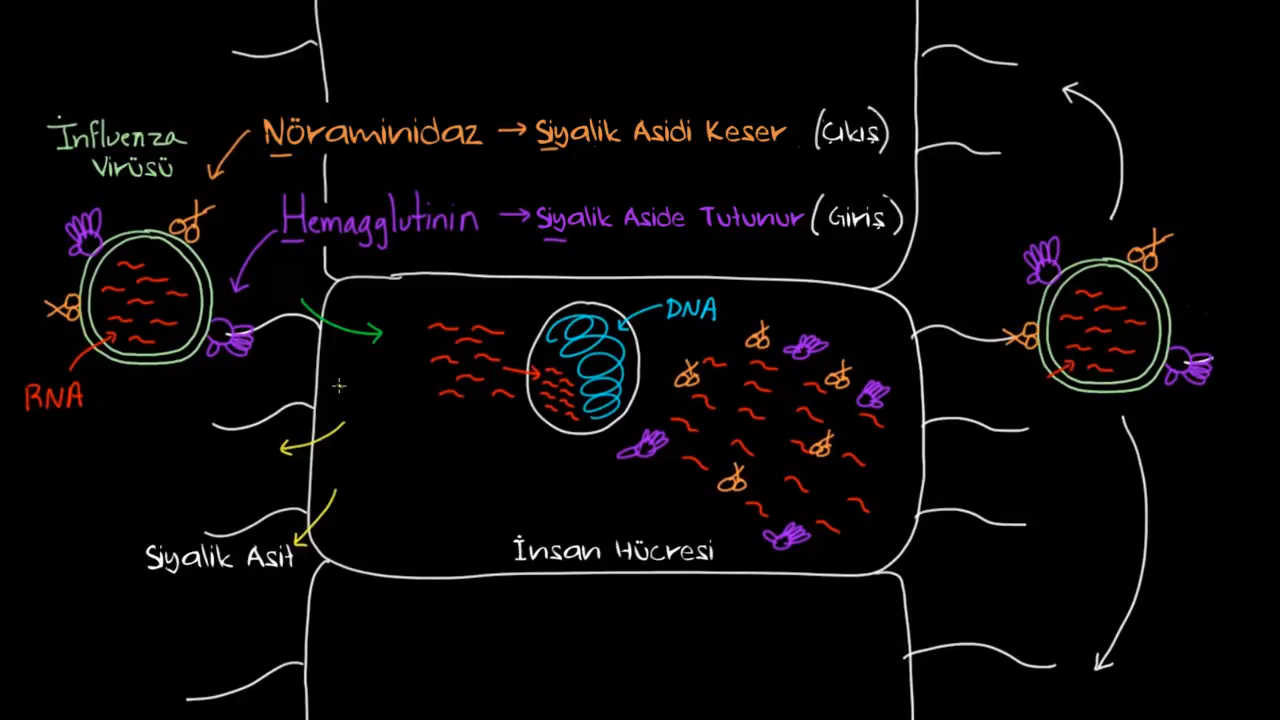 İnfluenza
Virüsü
Nöraminidaz → Siyalik Asidi Keser (Çıkış)
Hemagglutinin → Siyalik Aside Tutunur (Giriş)
DNA
RNA
İnsan Hücresi
Siyalik Asit